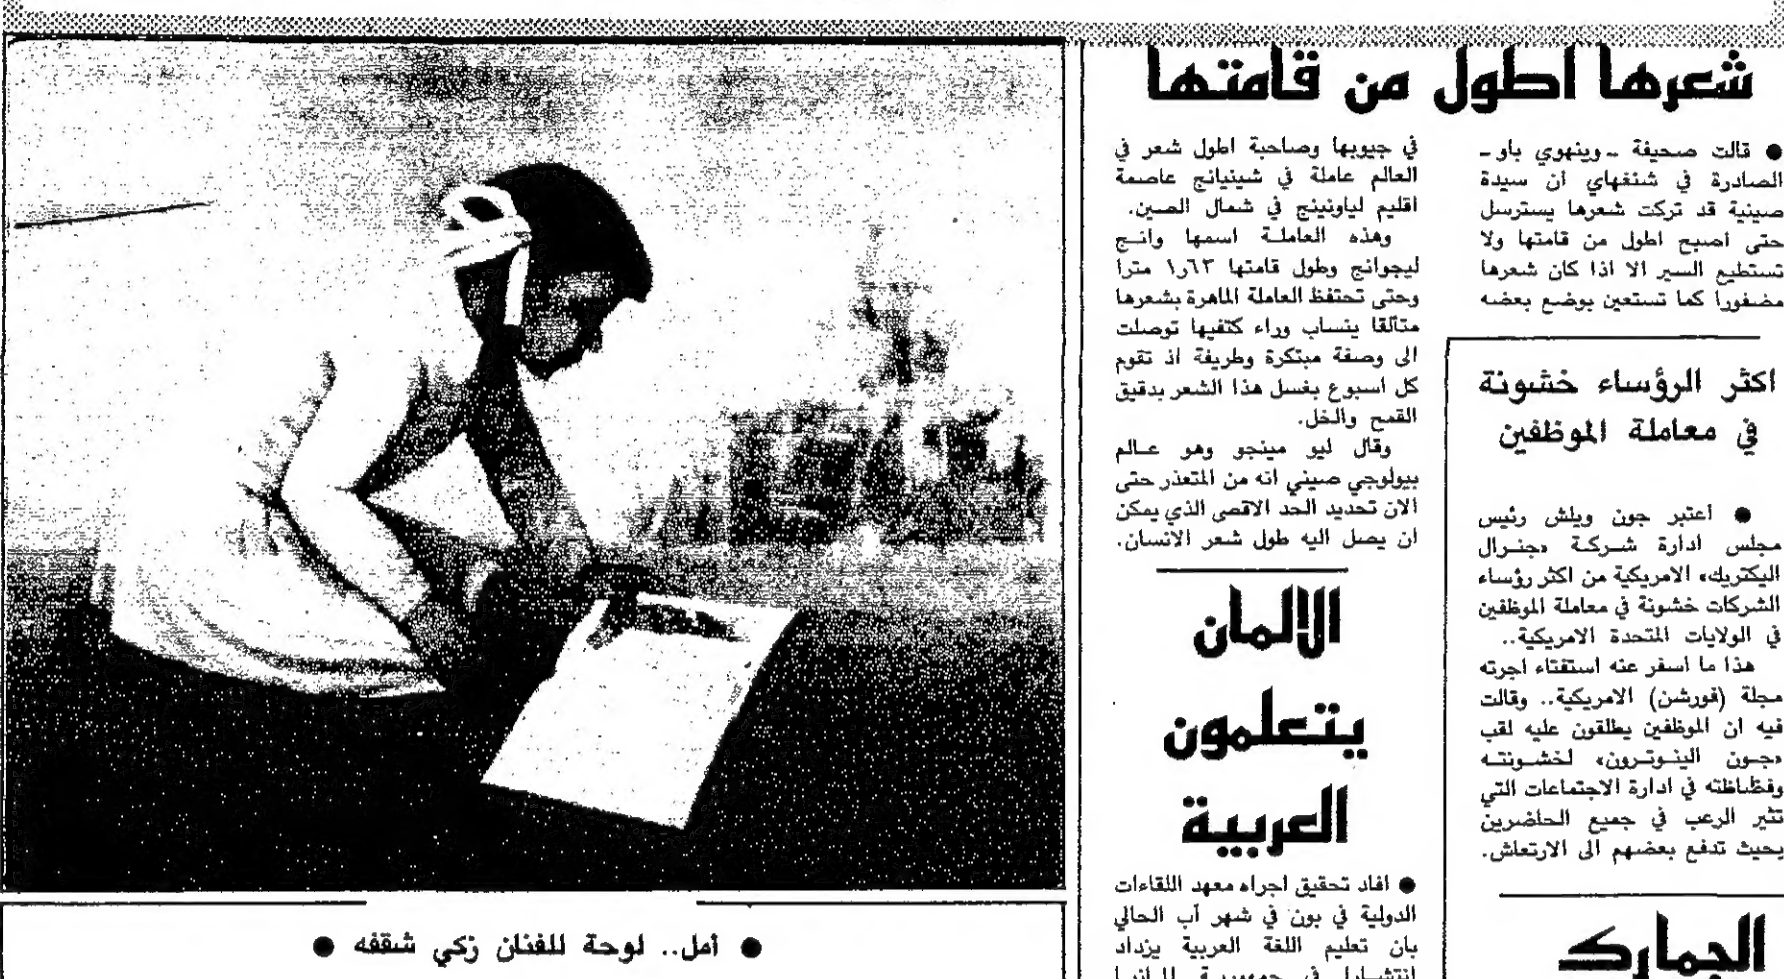 شعرها اطول من قامتها
● قالت صحيفة ـ وينهوي باو ـ
الصادرة في شنغهاي ان سيدة
صينية قد تركت شعرها يسترسل
حتى اصبح اطول من قامتها ولا
تستطيع السير الا اذا كان شعرها
مضفورا كما تستعين بوضع بعضه
في جيوبها وصاحبة اطول شعر في
العالم عاملة في شينيانج عاصمة
اقليم لياونينج في شمال الصين.
وهذه العاملة اسمها وانج
ليجوانج وطول قامتها ١٫٦٣ مترا
وحتى تحتفظ العاملة الماهرة بشعرها
متألقا ينساب وراء كتفيها توصلت
الى وصفة مبتكرة وطريفة اذ تقوم
كل اسبوع بغسل هذا الشعر بدقيق
القمح والخل.
وقال ليو مينجو وهو عالم
بيولوجي صيني انه من المتعذر حتى
الان تحديد الحد الاقصى الذي يمكن
ان يصل اليه طول شعر الانسان.
اكثر الرؤساء خشونة
في معاملة الموظفين
● اعتبر جون ويلش رئيس
مجلس ادارة شركة «جنرال
اليكتريك» الامريكية من اكثر رؤساء
الشركات خشونة في معاملة الموظفين
في الولايات المتحدة الامريكية..
هذا ما اسفر عنه استفتاء اجرته
مجلة (فورشن) الامريكية.. وقالت
فيه ان الموظفين يطلقون عليه لقب
«جون الينوترون» لخشونته
وفظاظته في ادارة الاجتماعات التي
تثير الرعب في جميع الحاضرين
بحيث تدفع بعضهم الى الارتعاش.
الالمان
يتعلمون
العربية
● افاد تحقيق اجراه معهد اللقاءات
الدولية في بون في شهر آب الحالي
بان تعليم اللغة العربية يزداد
الجمارك
● أمل.. لوحة للفنان زكي شقفه ●